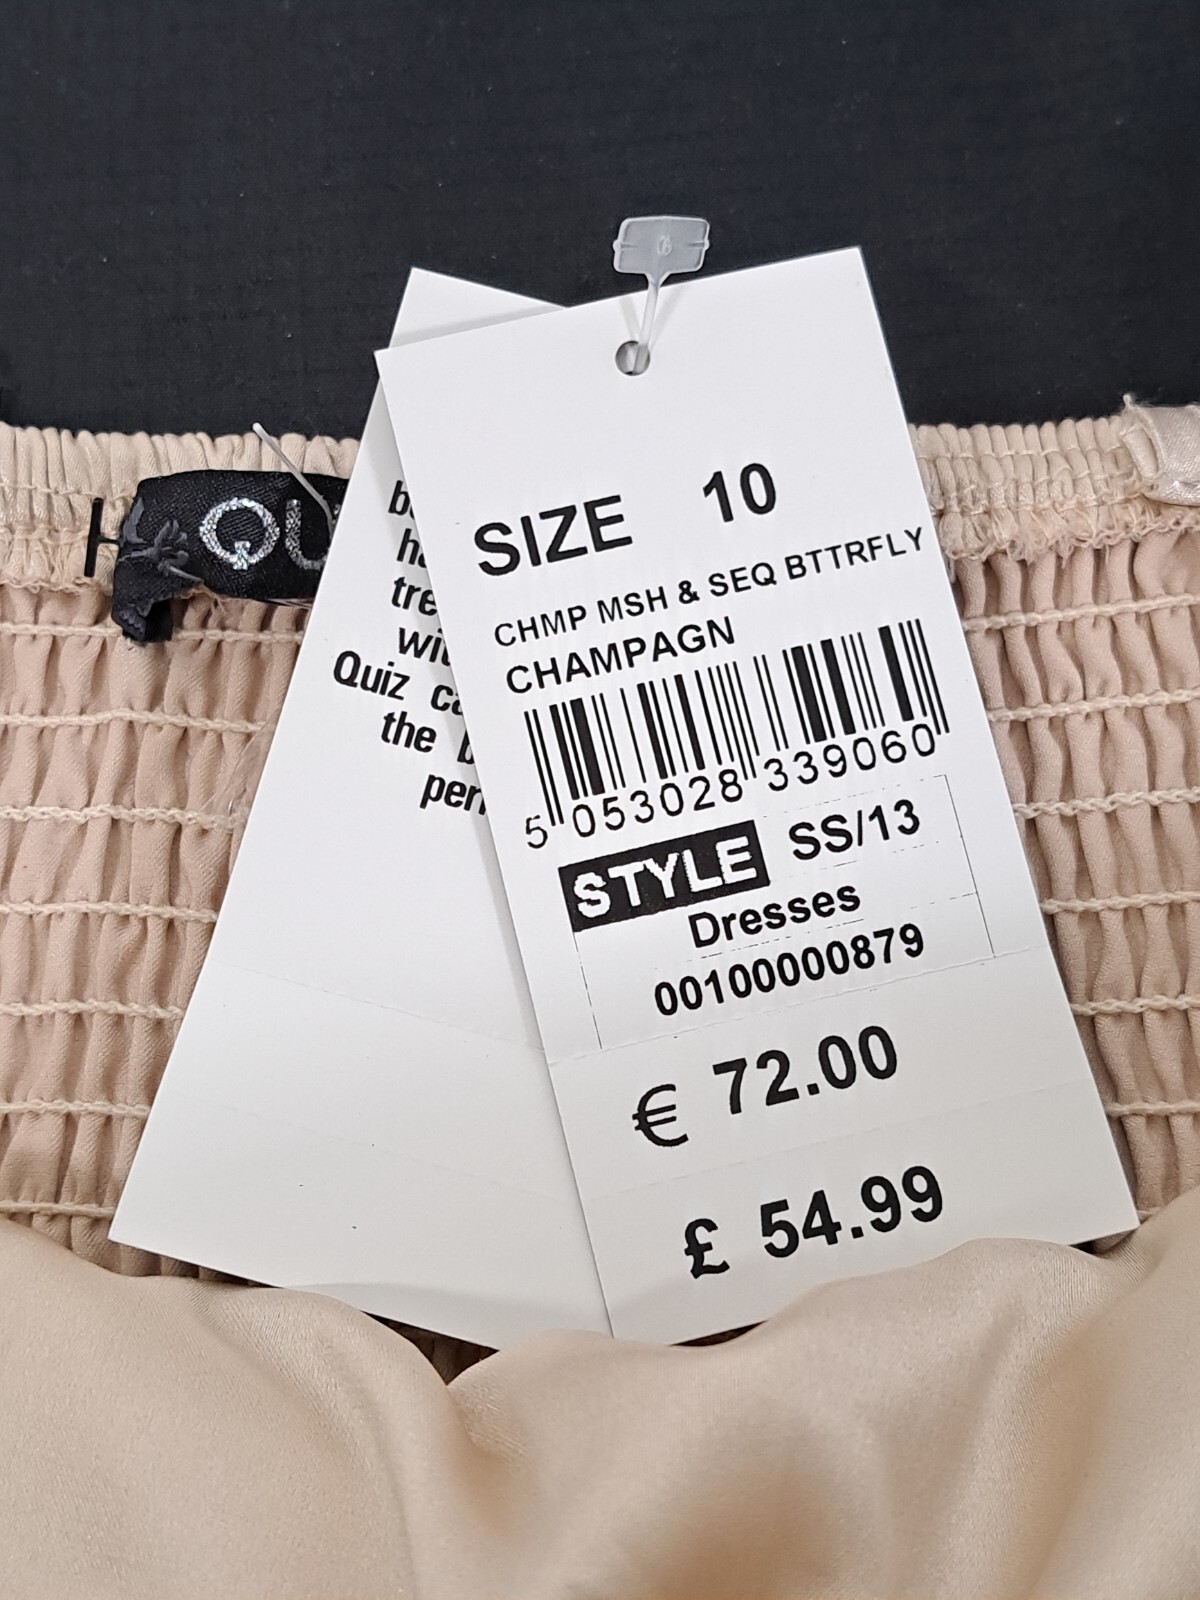 SIZE 10
CHMP MSH & SEQ BTTRFLY
CHAMPAGN
5 053028 339060
STYLE SS/13
Dresses
00100000879
€ 72.00
£ 54.99
Quiz
the